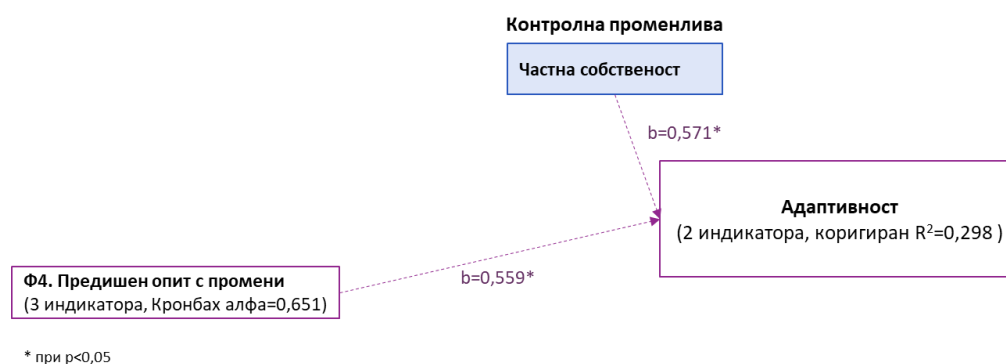 Контролна променлива
Частна собственост
b=0,571*
Адаптивност
(2 индикатора, коригиран R²=0,298 )
b=0,559*
Ф4. Предишен опит с промени
(3 индикатора, Кронбах алфа=0,651)
* при p<0,05